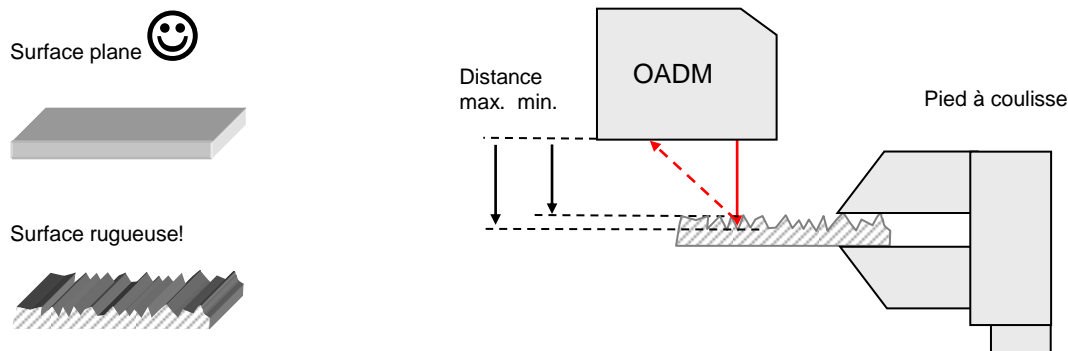 Surface plane
Surface rugueuse!
Distance
max. min.
OADM
Pied à coulisse